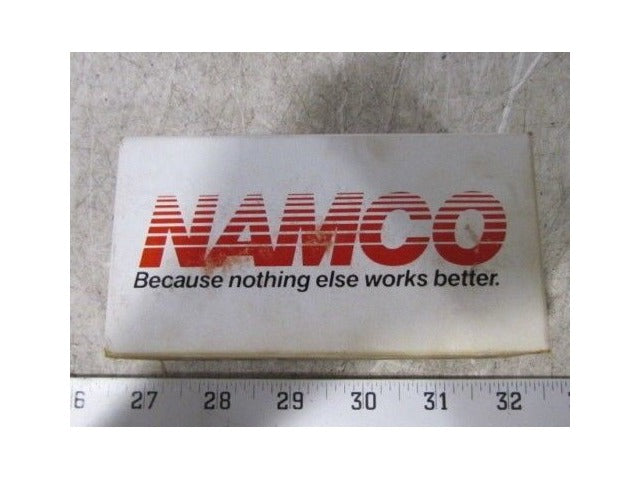 NAMCO
Because nothing else works better.
6 27 28 29 30 31 32